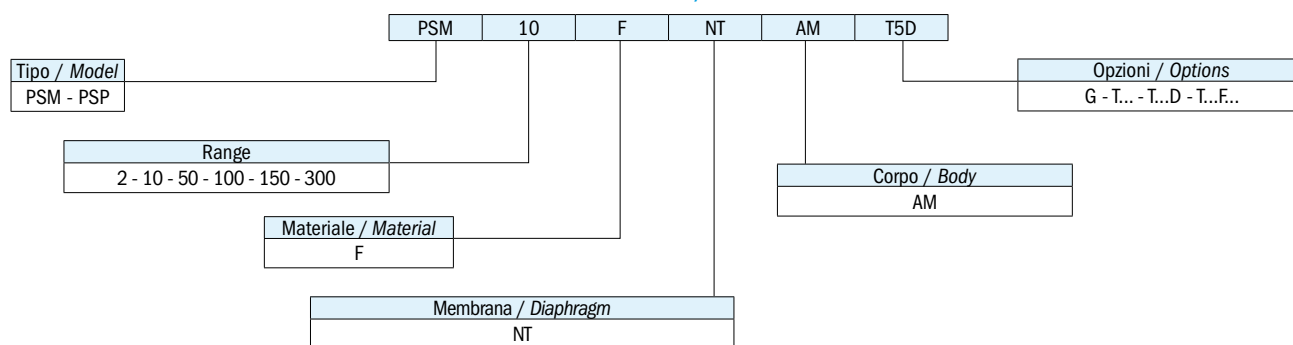 PSM 10 F NT AM T5D
Tipo / Model
PSM - PSP
Opzioni / Options
G - T... - T...D - T...F...
Range
2 - 10 - 50 - 100 - 150 - 300
Corpo / Body
AM
Materiale / Material
F
Membrana / Diaphragm
NT